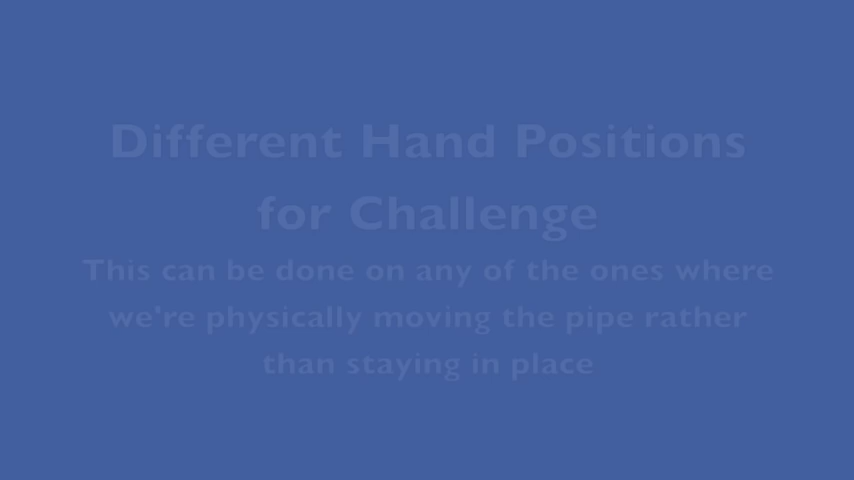 Different Hand Positions
for Challenge
This can be done on any of the ones where
we're physically moving the pipe rather
than staying in place